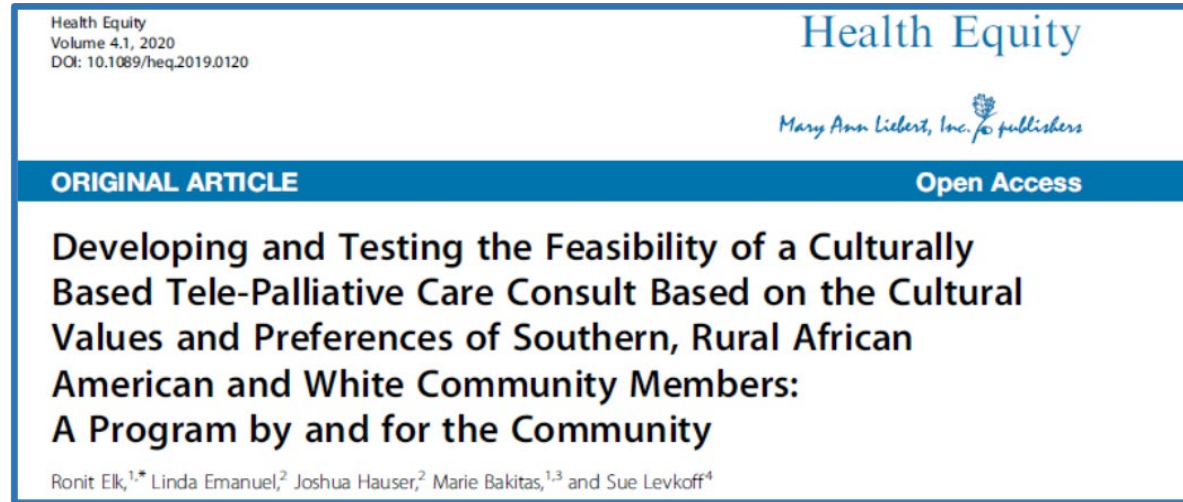 Health Equity
Volume 4.1, 2020
DOI: 10.1089/heq.2019.0120
Health Equity
Mary Ann Liebert, Inc. publishers
ORIGINAL ARTICLE
Open Access
Developing and Testing the Feasibility of a Culturally
Based Tele-Palliative Care Consult Based on the Cultural
Values and Preferences of Southern, Rural African
American and White Community Members:
A Program by and for the Community
Ronit Elk,1,* Linda Emanuel,2 Joshua Hauser,2 Marie Bakitas,1,3 and Sue Levkoff4